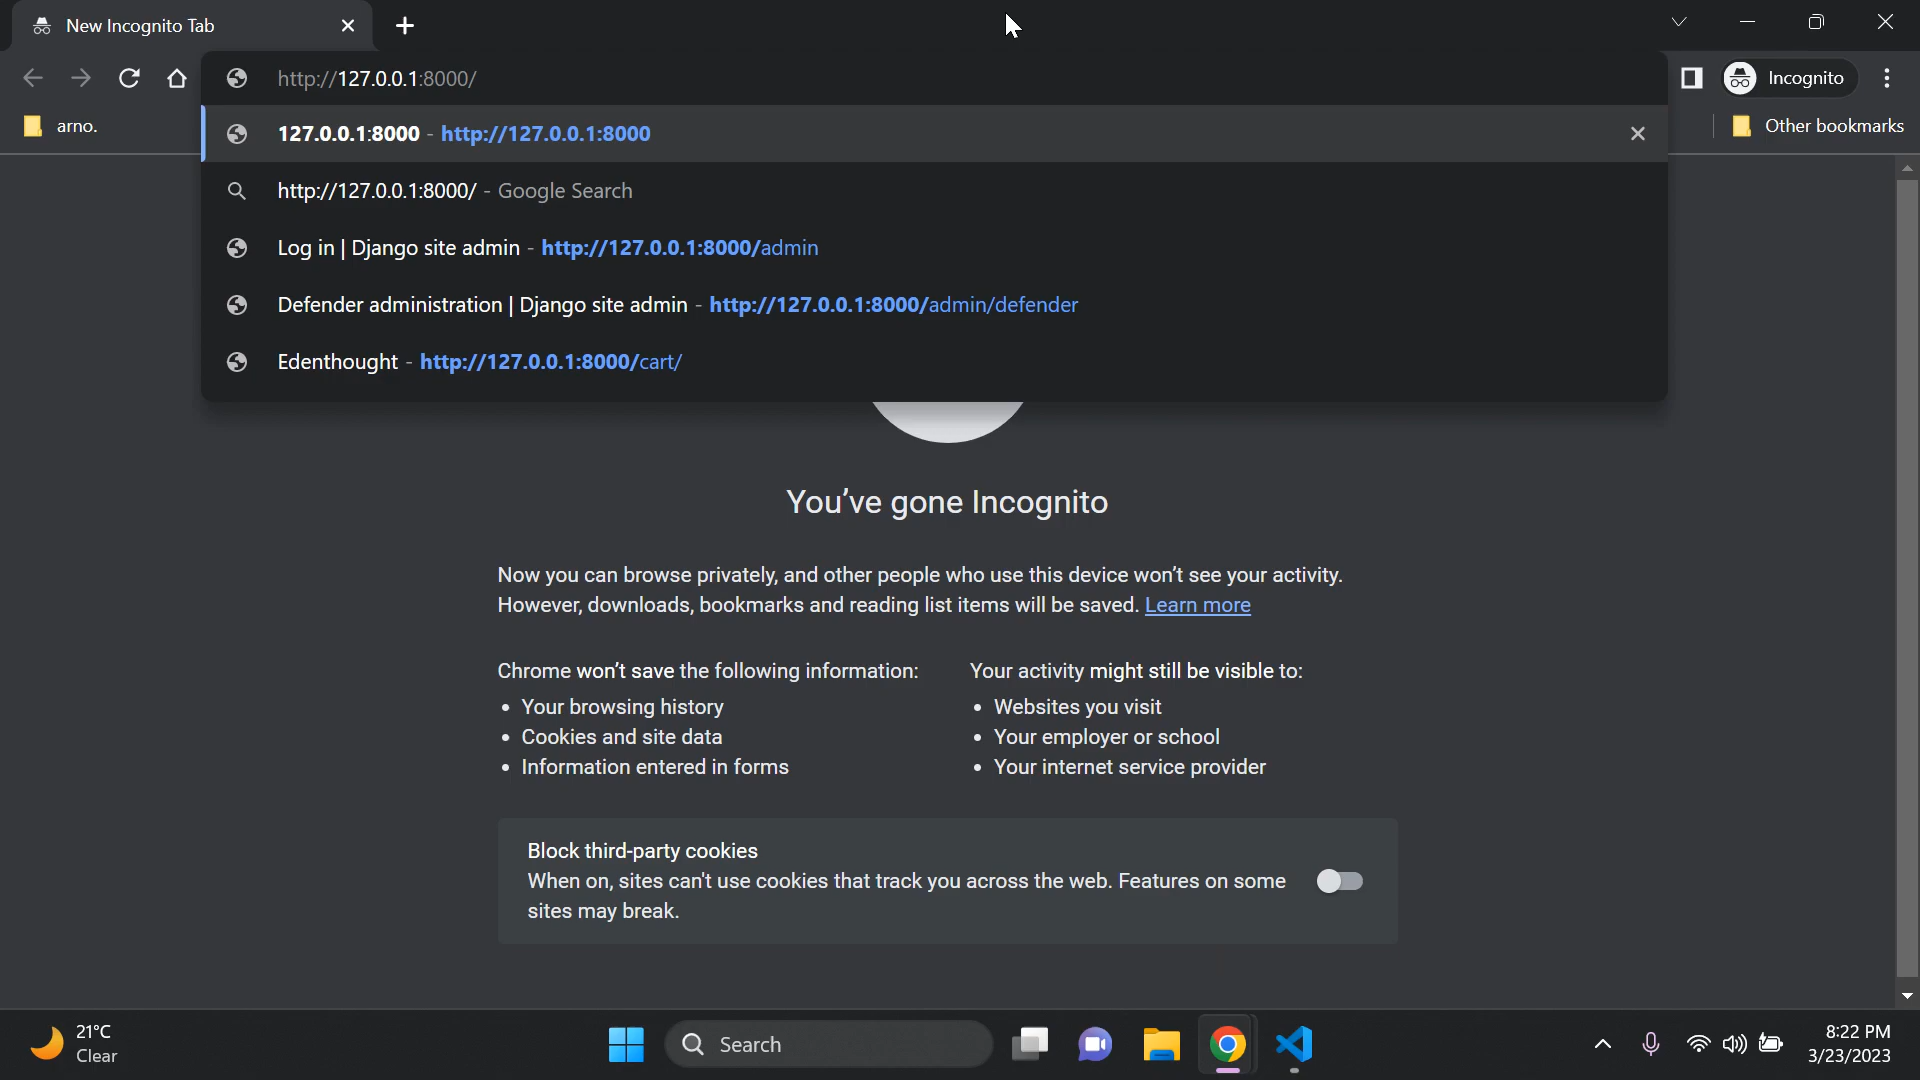 New Incognito Tab
http://127.0.0.1:8000/
Incognito
arno.
127.0.0.1:8000 - http://127.0.0.1:8000
Other bookmarks
http://127.0.0.1:8000/ - Google Search
Log in | Django site admin - http://127.0.0.1:8000/admin
Defender administration | Django site admin - http://127.0.0.1:8000/admin/defender
Edenthought - http://127.0.0.1:8000/cart/
You've gone Incognito
Now you can browse privately, and other people who use this device won't see your activity.
However, downloads, bookmarks and reading list items will be saved. Learn more
Chrome won't save the following information:
Your browsing history
Cookies and site data
Information entered in forms
Your activity might still be visible to:
Websites you visit
Your employer or school
Your internet service provider
Block third-party cookies
When on, sites can't use cookies that track you across the web. Features on some
sites may break.
21°C
Clear
Search
8:22 PM
3/23/2023